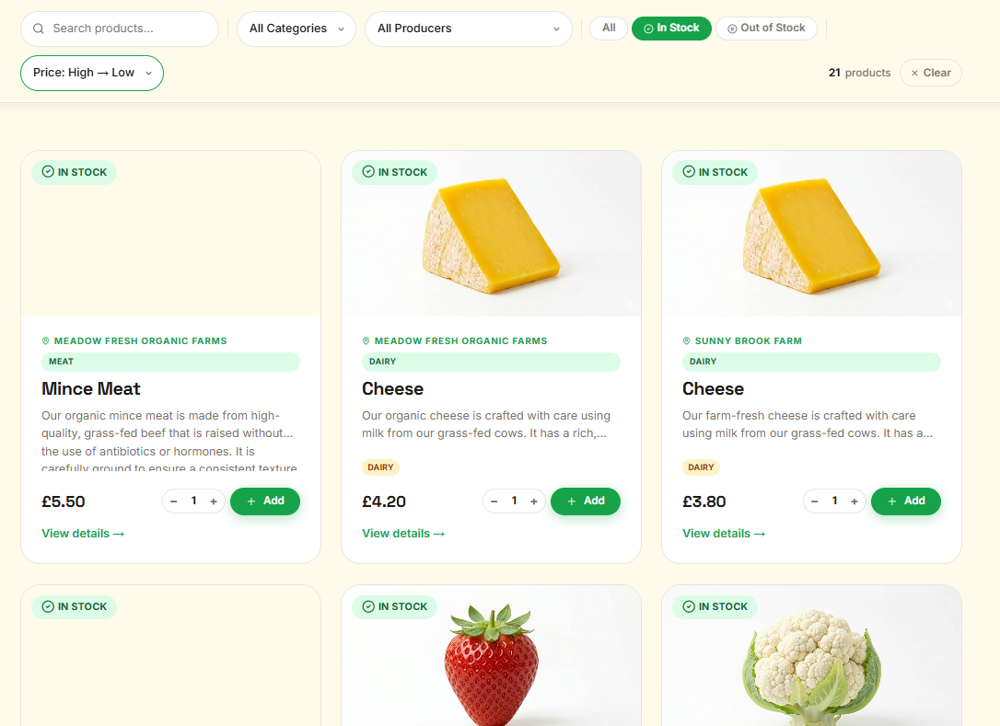 Search products...
All Categories
All Producers
All
In Stock
Out of Stock
Price: High → Low
21 products
× Clear
IN STOCK
IN STOCK
IN STOCK
MEADOW FRESH ORGANIC FARMS
MEAT
Mince Meat
Our organic mince meat is made from high-
quality, grass-fed beef that is raised without...
the use of antibiotics or hormones. It is
carefully ground to ensure a consistent texture
£5.50
− 1 +
+ Add
View details →
MEADOW FRESH ORGANIC FARMS
DAIRY
Cheese
Our organic cheese is crafted with care using
milk from our grass-fed cows. It has a rich,...
DAIRY
£4.20
− 1 +
+ Add
View details →
SUNNY BROOK FARM
DAIRY
Cheese
Our farm-fresh cheese is crafted with care
using milk from our grass-fed cows. It has a...
DAIRY
£3.80
− 1 +
+ Add
View details →
IN STOCK
IN STOCK
IN STOCK